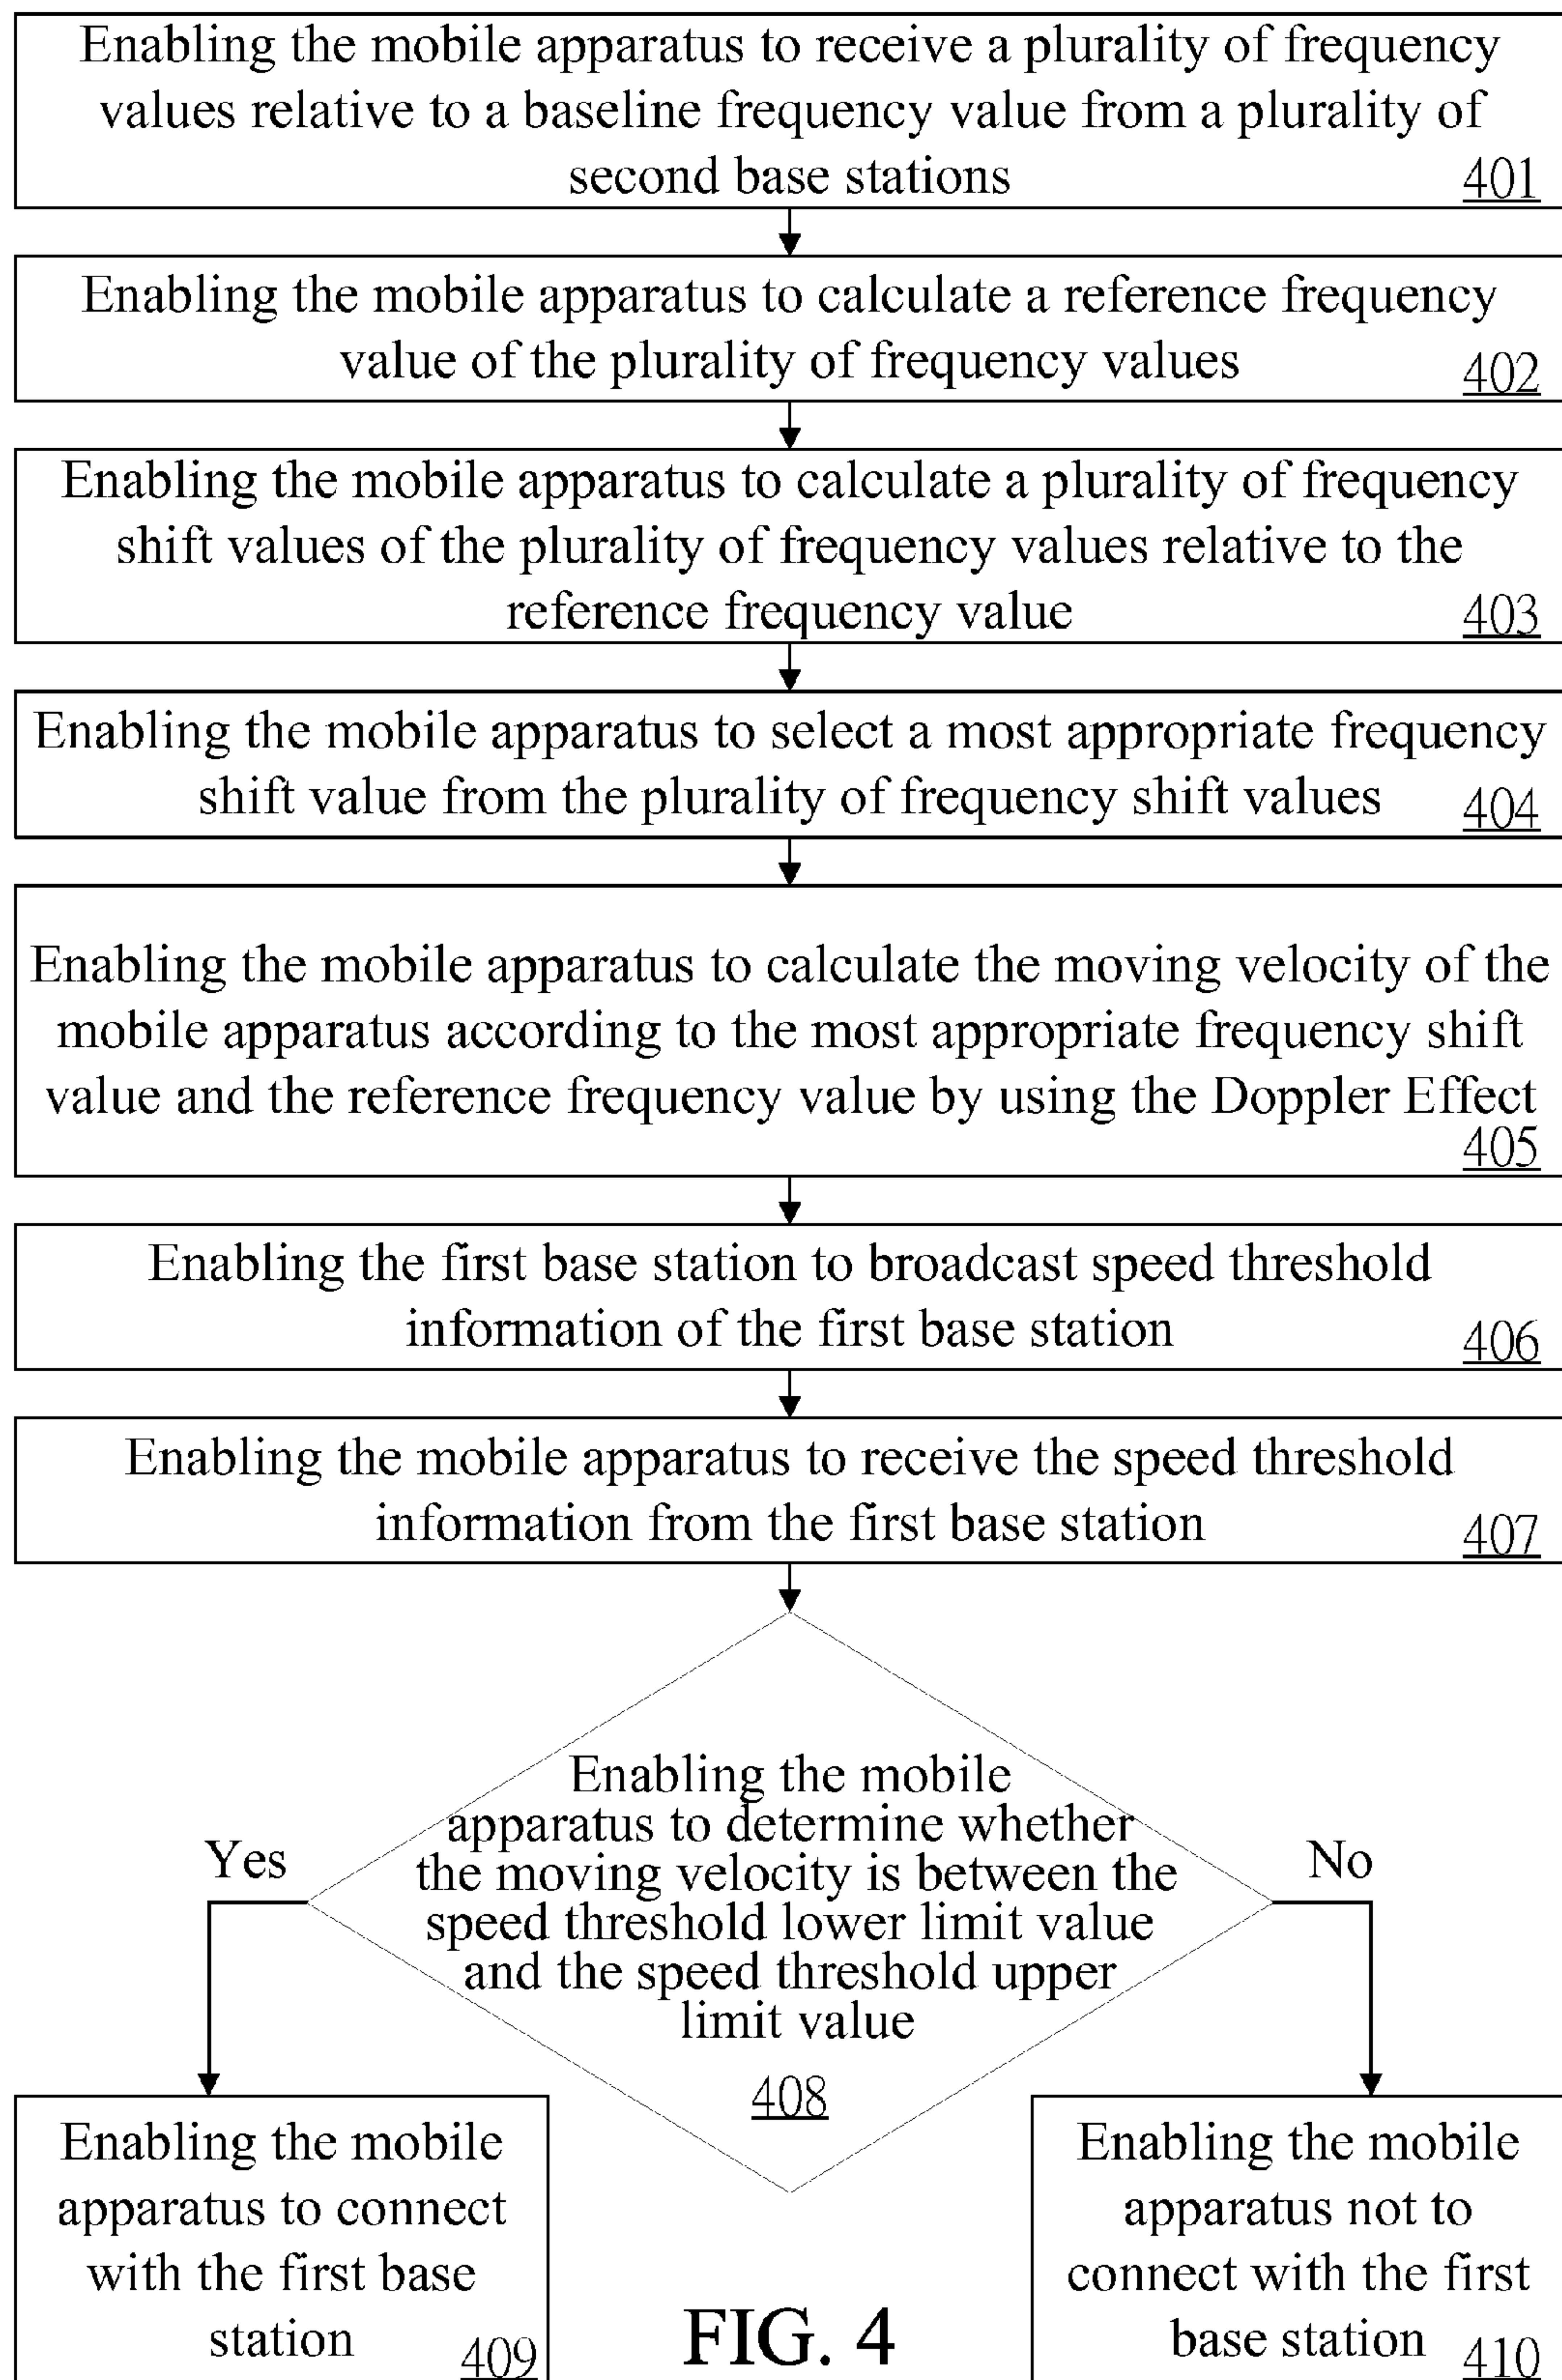 Enabling the mobile apparatus to receive a plurality of frequency
values relative to a baseline frequency value from a plurality of
second base stations
401
Enabling the mobile apparatus to calculate a reference frequency
value of the plurality of frequency values
402
Enabling the mobile apparatus to calculate a plurality of frequency
shift values of the plurality of frequency values relative to the
reference frequency value
403
Enabling the mobile apparatus to select a most appropriate frequency
shift value from the plurality of frequency shift values
404
Enabling the mobile apparatus to calculate the moving velocity of the
mobile apparatus according to the most appropriate frequency shift
value and the reference frequency value by using the Doppler Effect
405
Enabling the first base station to broadcast speed threshold
information of the first base station
406
Enabling the mobile apparatus to receive the speed threshold
information from the first base station
407
Enabling the mobile
apparatus to determine whether
the moving velocity is between the
speed threshold lower limit value
and the speed threshold upper
limit value
408
Yes
No
Enabling the mobile
apparatus to connect
with the first base
station
409
Enabling the mobile
apparatus not to
connect with the first
base station
410
FIG. 4